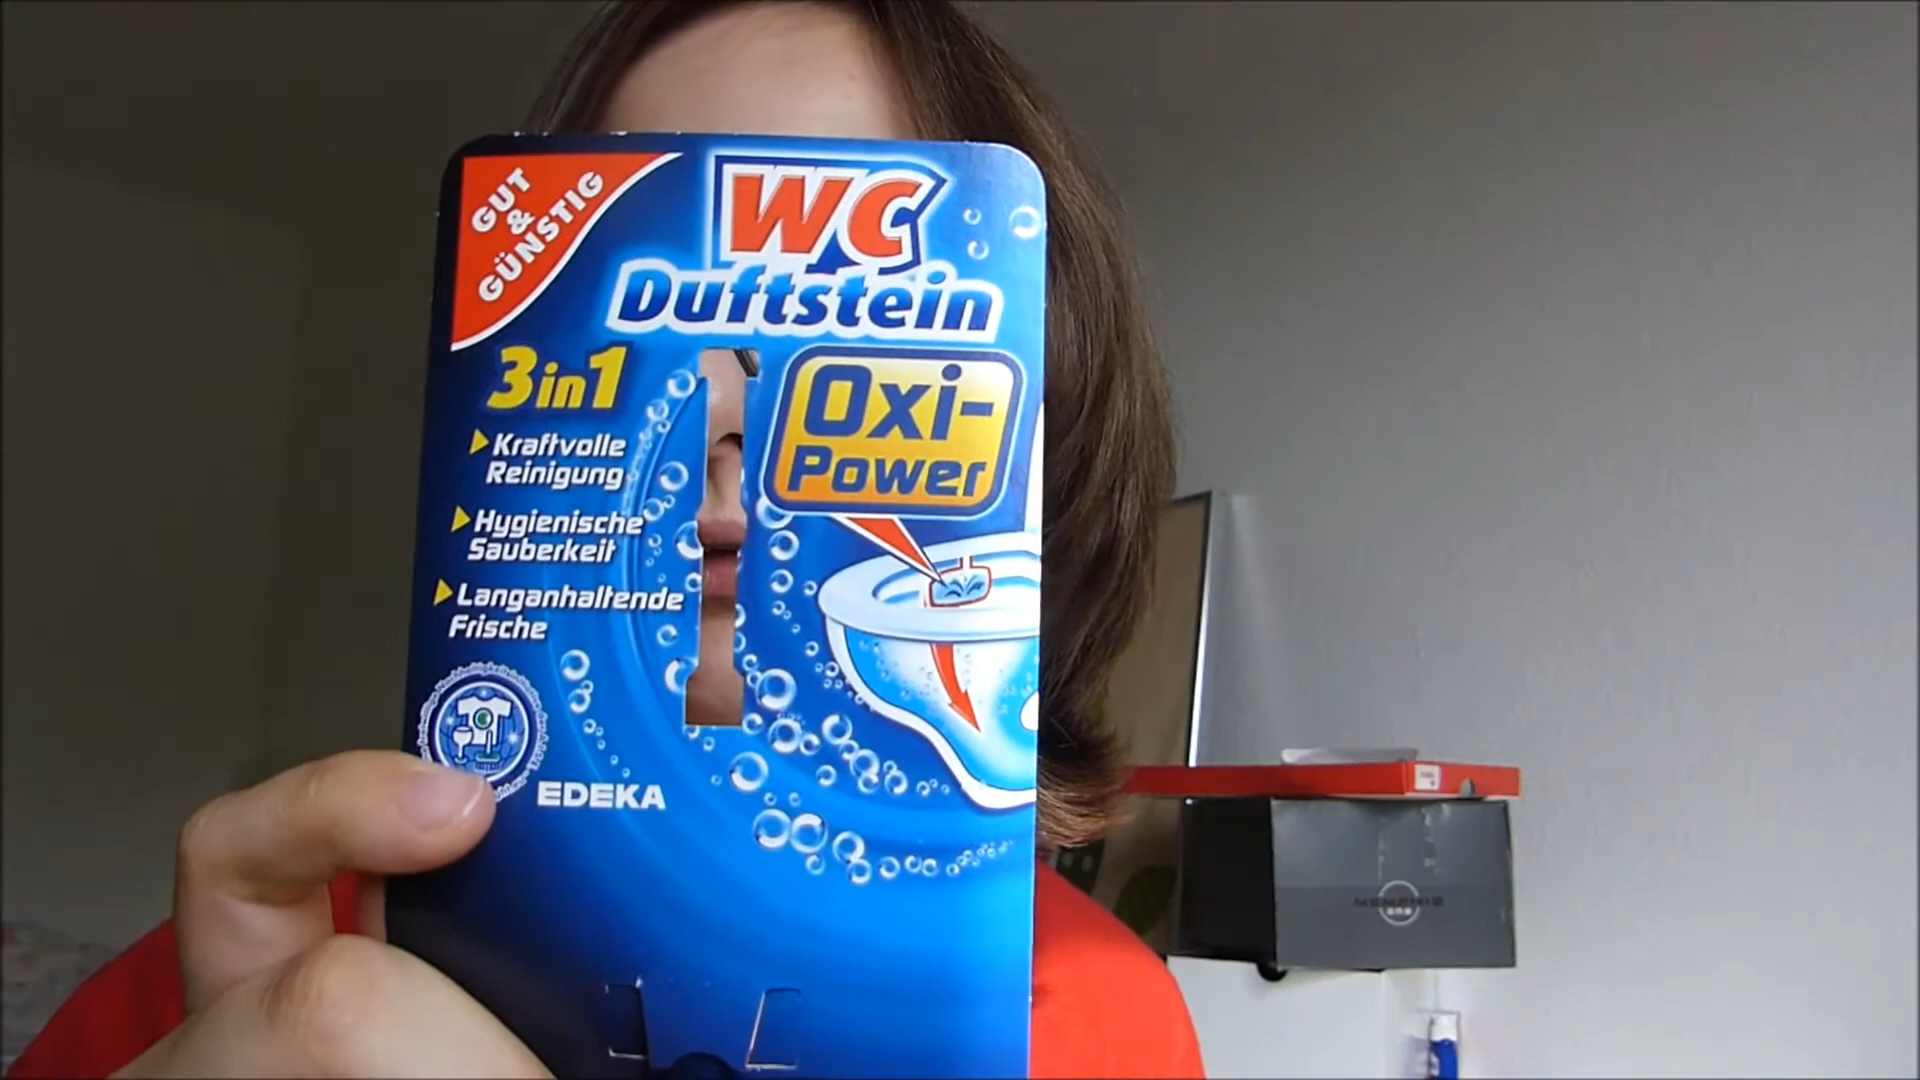 GUT
&
GÜNSTIG
WC
Duftstein
3in1
Oxi-
Power
Kraftvolle
Reinigung
Hygienische
Sauberkeit
Langanhaltende
Frische
EDEKA